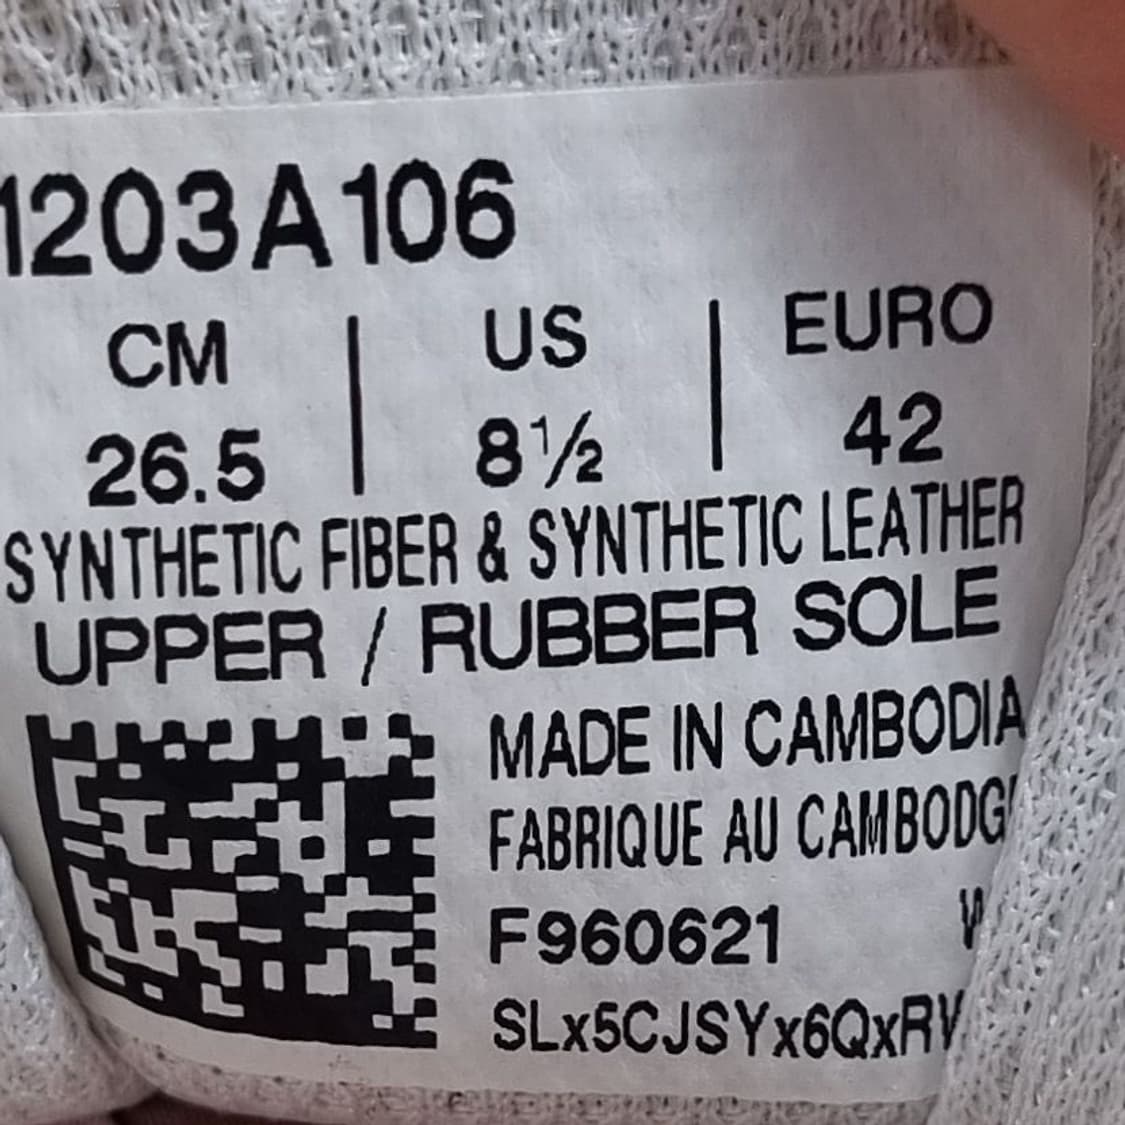 1203A106
CM | US | EURO
26.5 | 8½ | 42
SYNTHETIC FIBER & SYNTHETIC LEATHER
UPPER / RUBBER SOLE
MADE IN CAMBODIA
FABRIQUE AU CAMBODG
F960621
SLx5CJSYx6QxRV